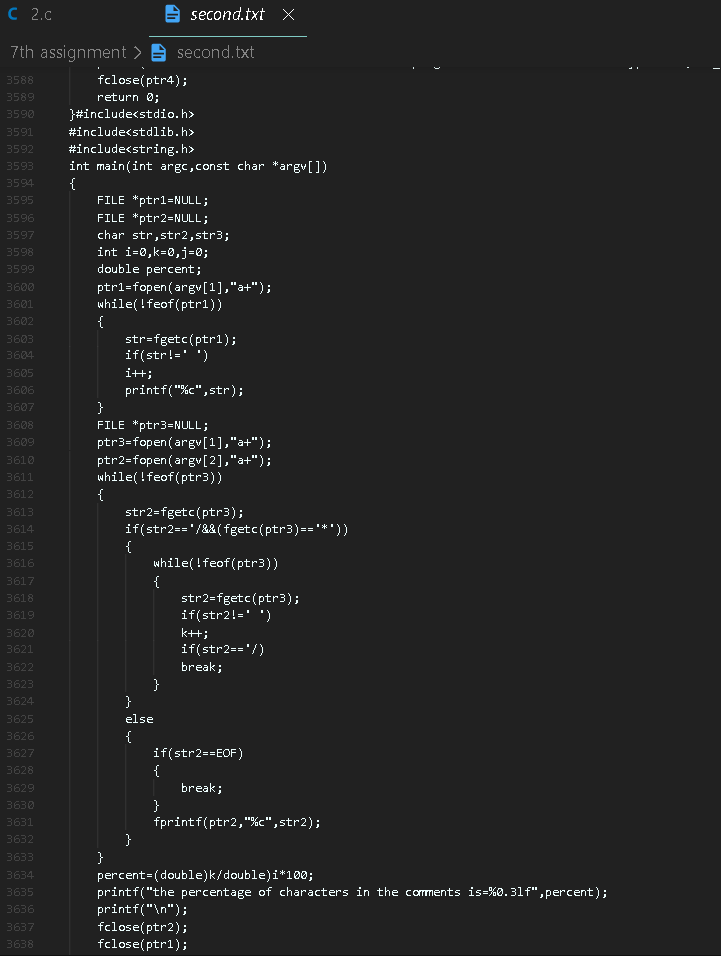 2.c
second.txt
7th assignment > second.txt
3588 fclose(ptr4);
3589 return 0;
3590 }#include<stdio.h>
3591 #include<stdlib.h>
3592 #include<string.h>
3593 int main(int argc,const char *argv[])
3594 {
3595 FILE *ptr1=NULL;
3596 FILE *ptr2=NULL;
3597 char str,str2,str3;
3598 int i=0,k=0,j=0;
3599 double percent;
3600 ptr1=fopen(argv[1],"a+");
3601 while(!feof(ptr1))
3602 {
3603 str=fgetc(ptr1);
3604 if(str!=' ')
3605 i++;
3606 printf("%c",str);
3607 }
3608 FILE *ptr3=NULL;
3609 ptr3=fopen(argv[1],"a+");
3610 ptr2=fopen(argv[2],"a+");
3611 while(!feof(ptr3))
3612 {
3613 str2=fgetc(ptr3);
3614 if(str2=='/&&(fgetc(ptr3)=='*'))
3615 {
3616 while(!feof(ptr3))
3617 {
3618 str2=fgetc(ptr3);
3619 if(str2!=' ')
3620 k++;
3621 if(str2=='/)
3622 break;
3623 }
3624 }
3625 else
3626 {
3627 if(str2==EOF)
3628 {
3629 break;
3630 }
3631 fprintf(ptr2,"%c",str2);
3632 }
3633 }
3634 percent=(double)k/double)i*100;
3635 printf("the percentage of characters in the comments is=%0.3lf",percent);
3636 printf("\n");
3637 fclose(ptr2);
3638 fclose(ptr1);